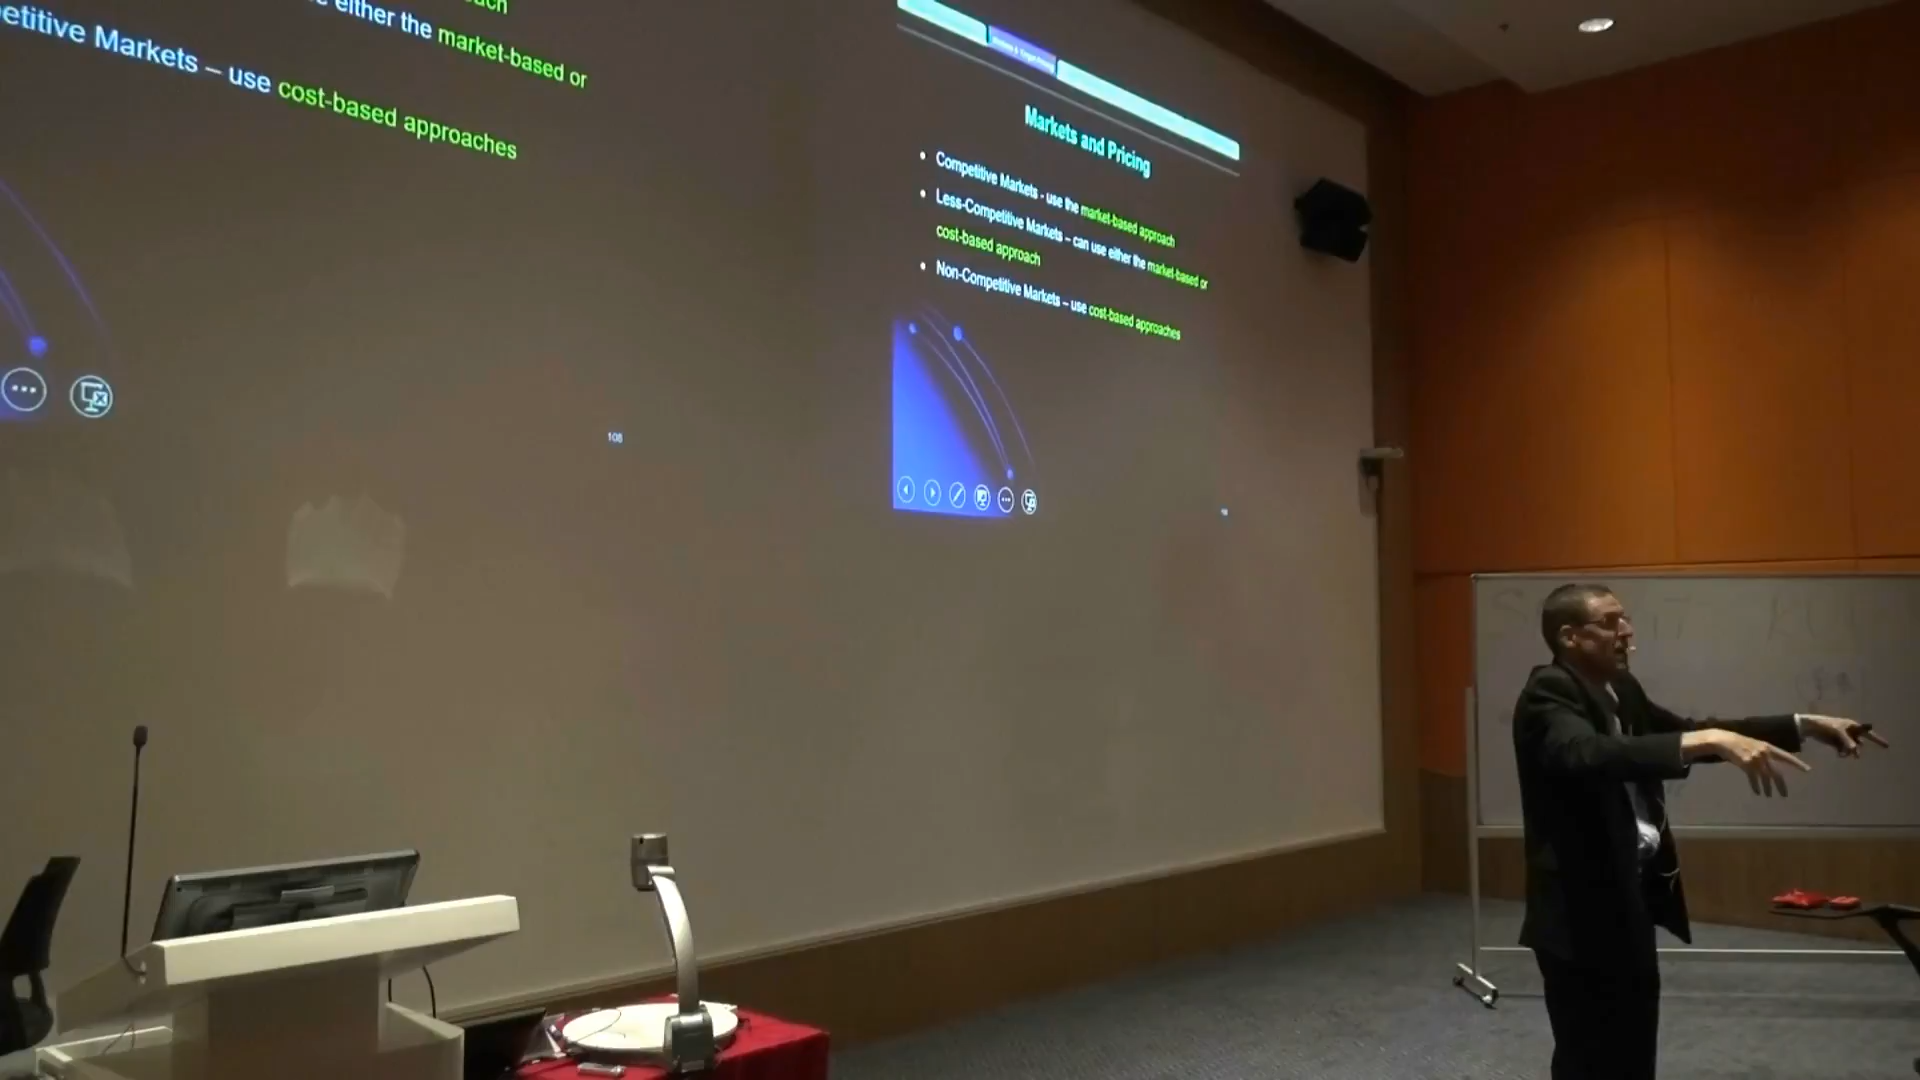 ach
e either the market-based or
etitive Markets – use cost-based approaches
108
Markets and Pricing
Competitive Markets - use the market-based approach
Less-Competitive Markets – can use either the market-based or
cost-based approach
Non-Competitive Markets – use cost-based approaches